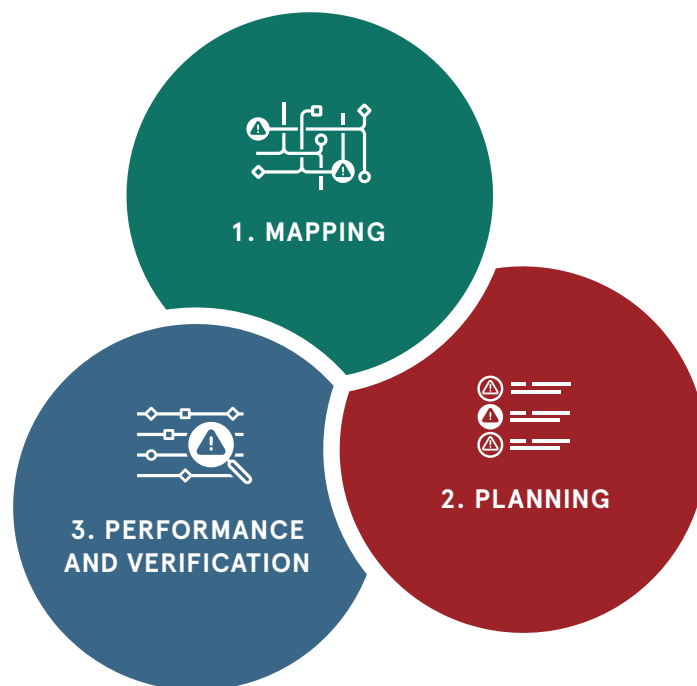 1. MAPPING
2. PLANNING
3. PERFORMANCE
AND VERIFICATION